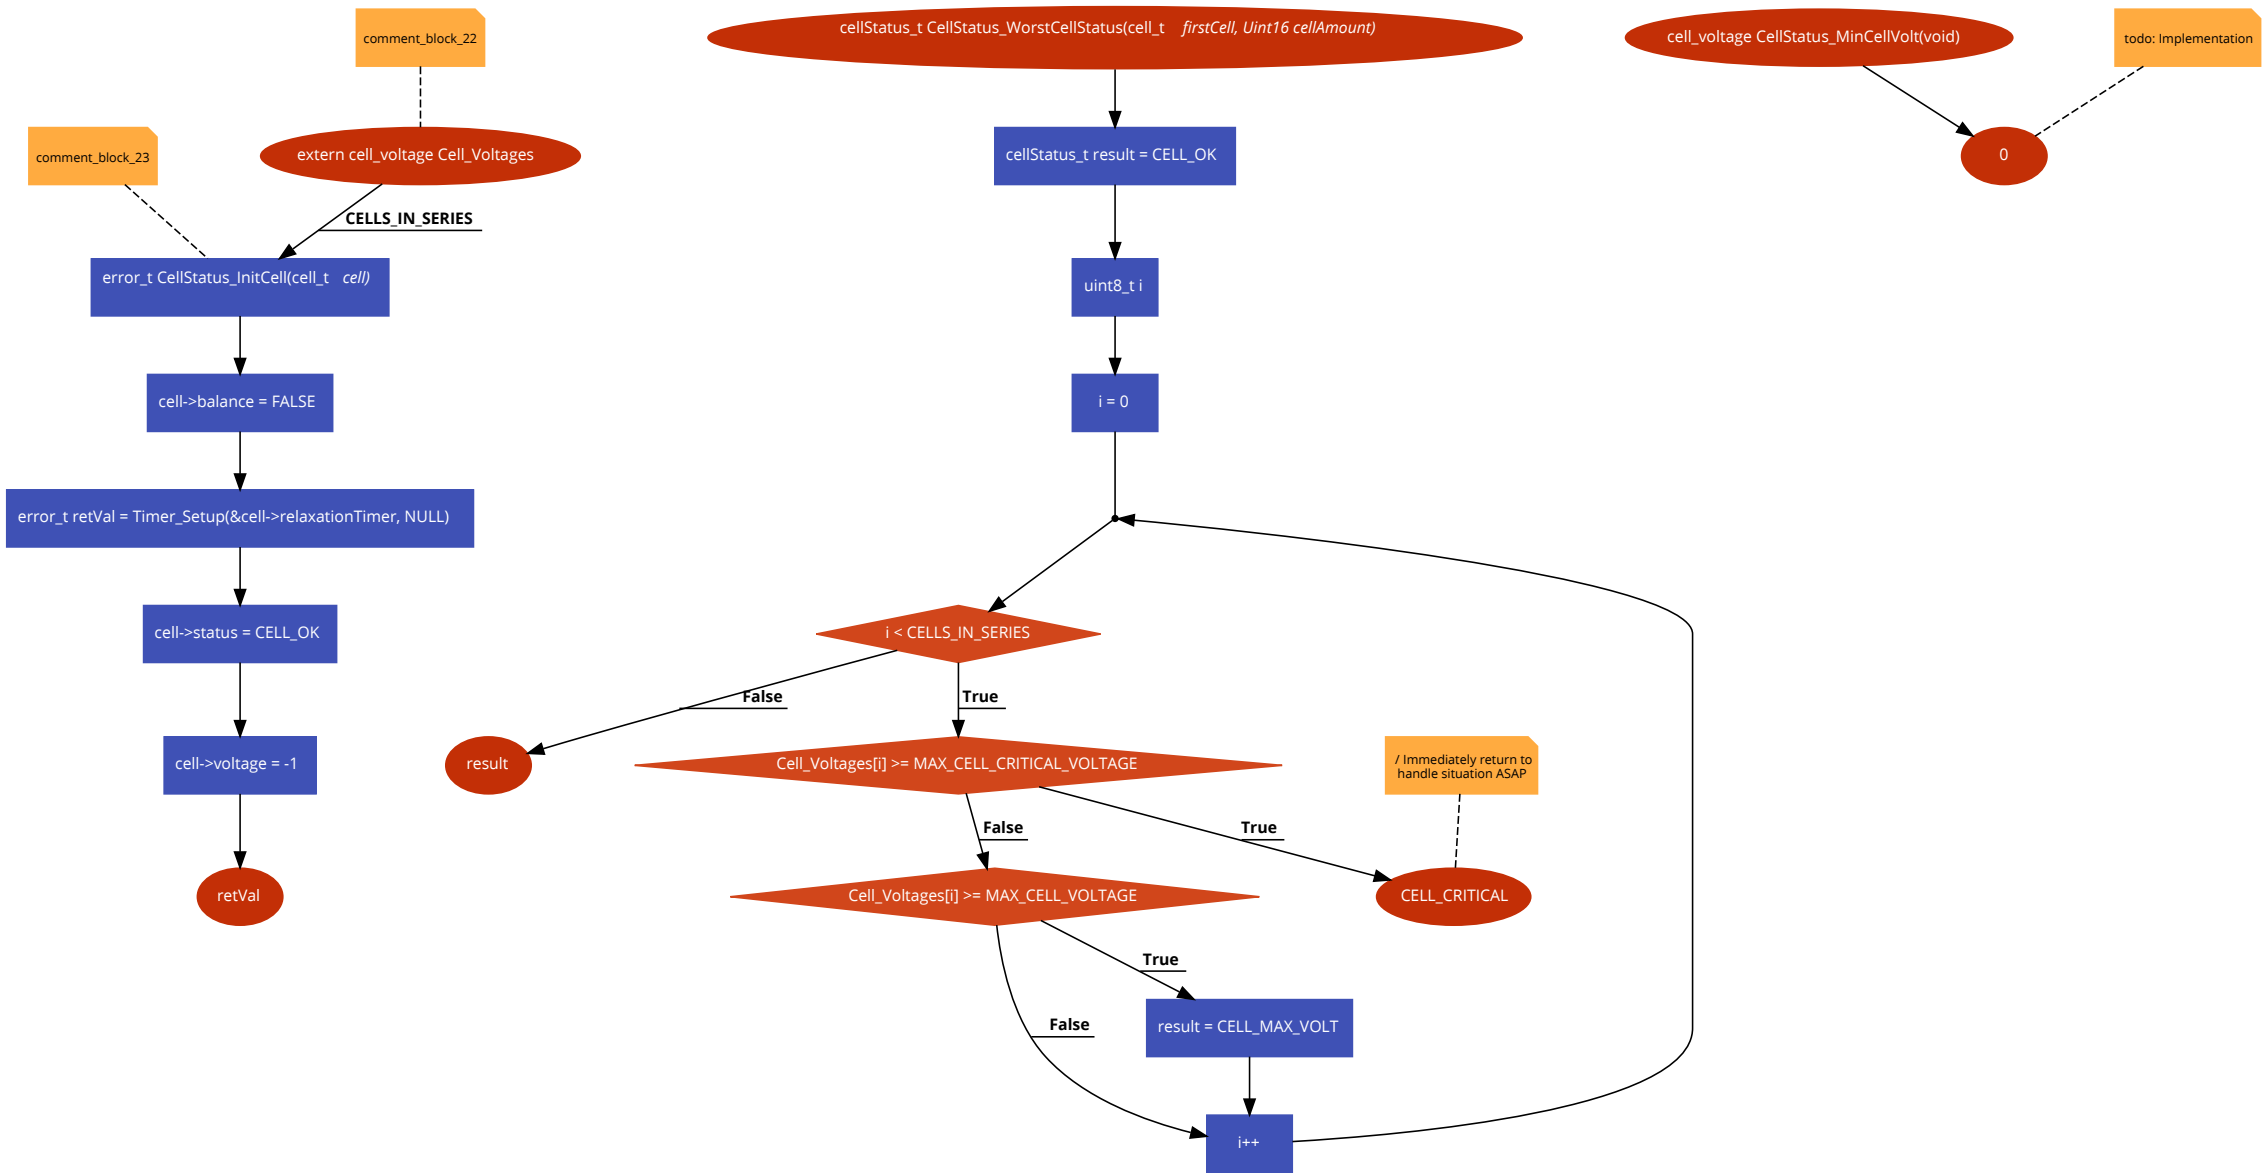 comment_block_22
comment_block_23
extern cell_voltage Cell_Voltages
CELLS_IN_SERIES
error_t CellStatus_InitCell(cell_t cell)
cell->balance = FALSE
error_t retVal = Timer_Setup(&cell->relaxationTimer, NULL)
cell->status = CELL_OK
cell->voltage = -1
retVal
cellStatus_t CellStatus_WorstCellStatus(cell_t firstCell, Uint16 cellAmount)
cellStatus_t result = CELL_OK
uint8_t i
i = 0
i < CELLS_IN_SERIES
False
True
result
Cell_Voltages[i] >= MAX_CELL_CRITICAL_VOLTAGE
/ Immediately return to
handle situation ASAP
False
True
Cell_Voltages[i] >= MAX_CELL_VOLTAGE
CELL_CRITICAL
True
False
result = CELL_MAX_VOLT
i++
cell_voltage CellStatus_MinCellVolt(void)
todo: Implementation
0